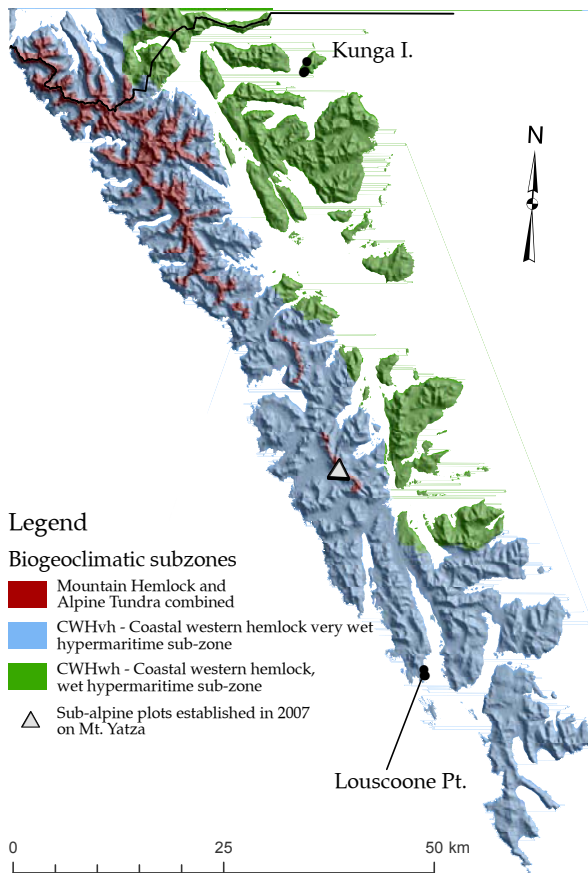 Kunga I.
N
Legend
Biogeoclimatic subzones
Mountain Hemlock and
Alpine Tundra combined
CWHvh - Coastal western hemlock very wet
hypermaritime sub-zone
CWHwh - Coastal western hemlock,
wet hypermaritime sub-zone
Sub-alpine plots established in 2007
on Mt. Yatza
Louscoone Pt.
0 25 50 km